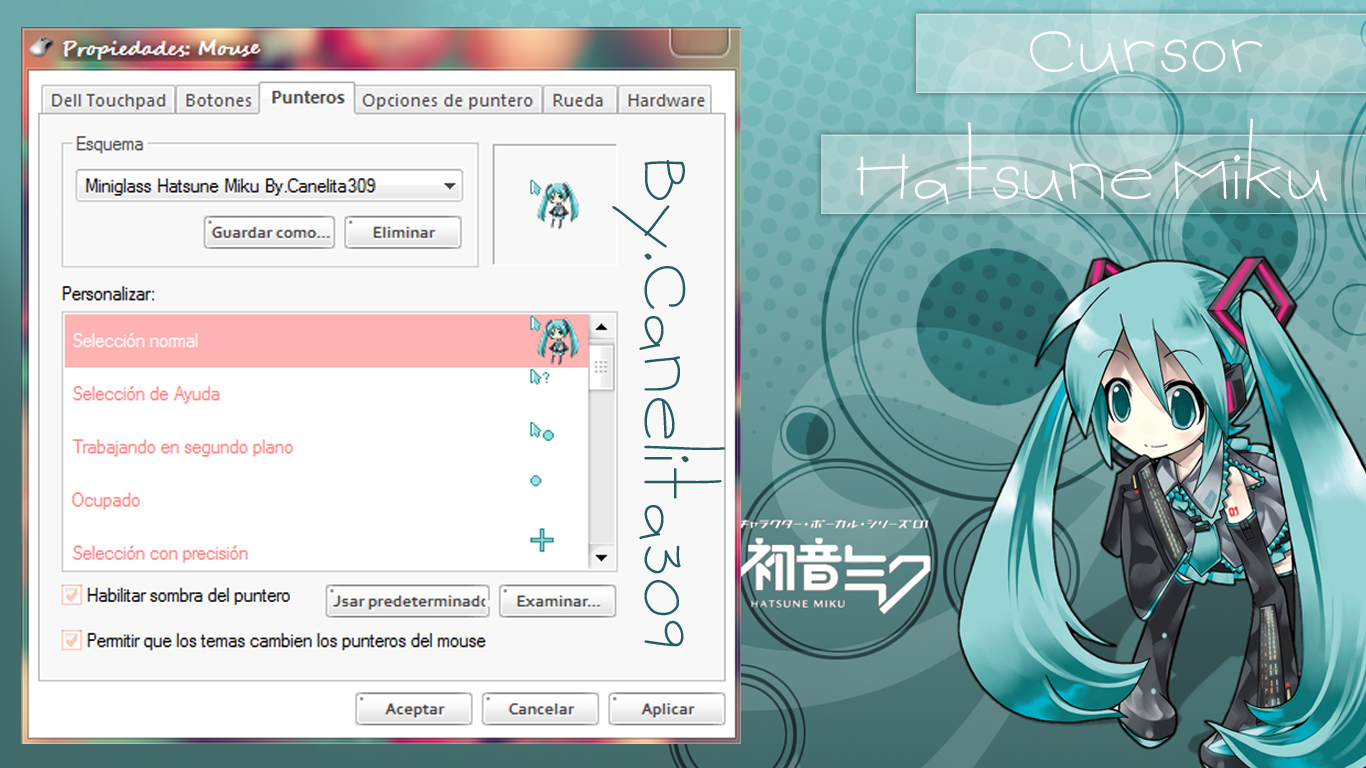 Propiedades: Mouse
Dell Touchpad
Botones
Punteros
Opciones de puntero
Rueda
Hardware
Esquema
Miniglass Hatsune Miku By.Canelita309
Guardar como...
Eliminar
Personalizar:
Selección normal
Selección de Ayuda
Trabajando en segundo plano
Ocupado
Selección con precisión
Habilitar sombra del puntero
Usar predeterminado
Examinar...
Permitir que los temas cambien los punteros del mouse
Aceptar
Cancelar
Aplicar
By.Canelita309
Cursor
Hatsune Miku
キャラクター・ボーカル・シリーズ01
初音ミク
HATSUNE MIKU
01